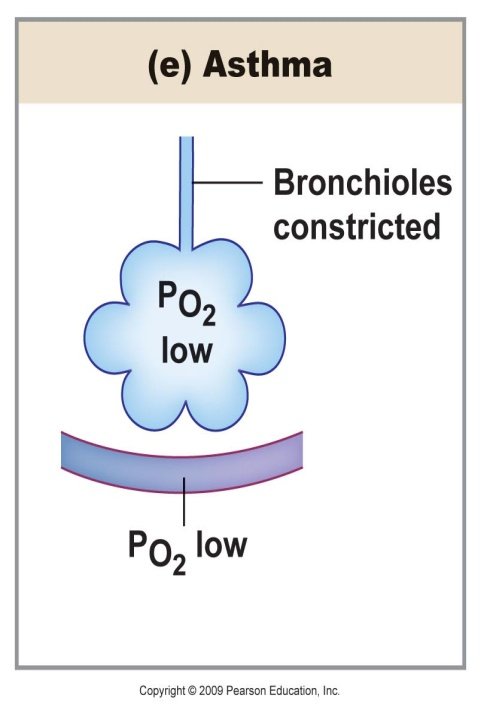 (e) Asthma
Bronchioles
constricted
PO2
low
PO2 low
Copyright © 2009 Pearson Education, Inc.